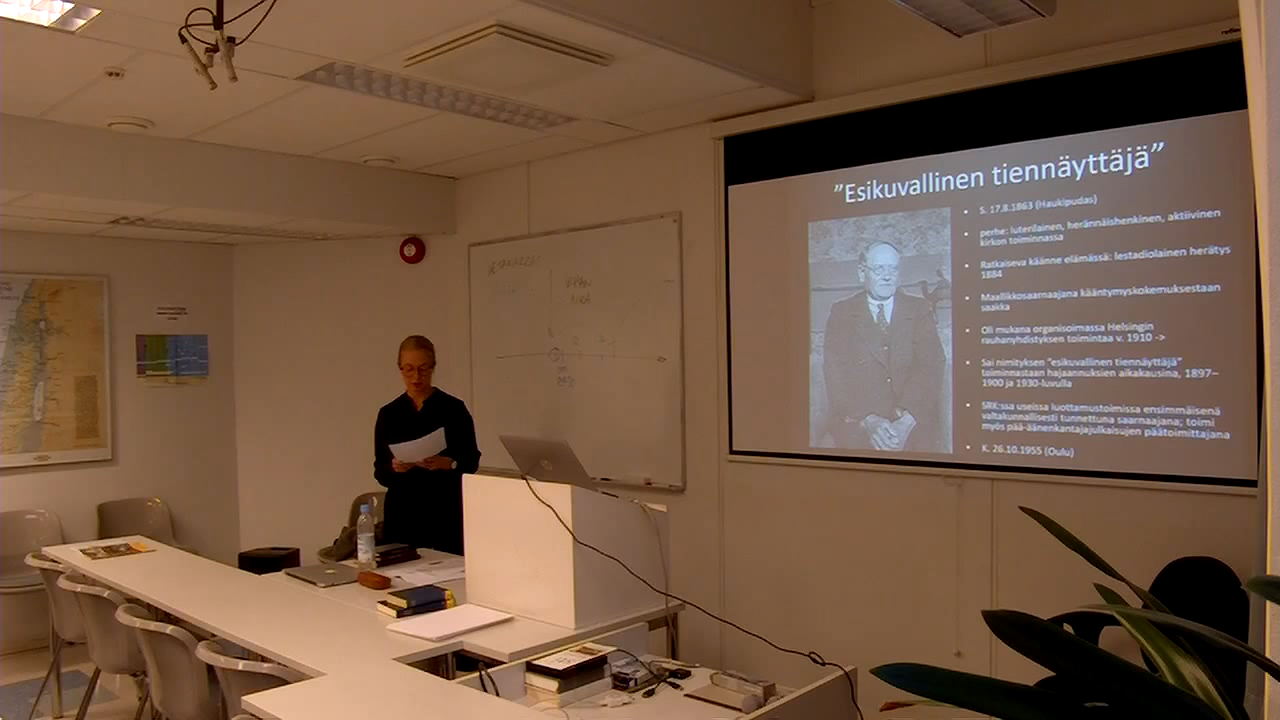 ”Esikuvallinen tiennäyttäjä”
• S. 17.8.1863 (Haukipudas)
• perhe: luterilainen, herännäishenkinen, aktiivinen
kirkon toiminnassa
• Ratkaiseva käänne elämässä: lestadiolainen herätys
1884
• Maallikkosaarnaajana kääntymyskokemuksestaan
saakka
• Oli mukana organisoimassa Helsingin
rauhanyhdistyksen toimintaa v. 1910 ->
• Sai nimityksen ”esikuvallinen tiennäyttäjä”
toiminnastaan hajaannuksien aikakausina, 1897–
1900 ja 1930-luvulla
• SRK:ssa useissa luottamustoimissa ensimmäisenä
valtakunnallisesti tunnettuna saarnaajana; toimi
myös pää-äänenkantajajulkaisujen päätoimittajana
• K. 26.10.1955 (Oulu)